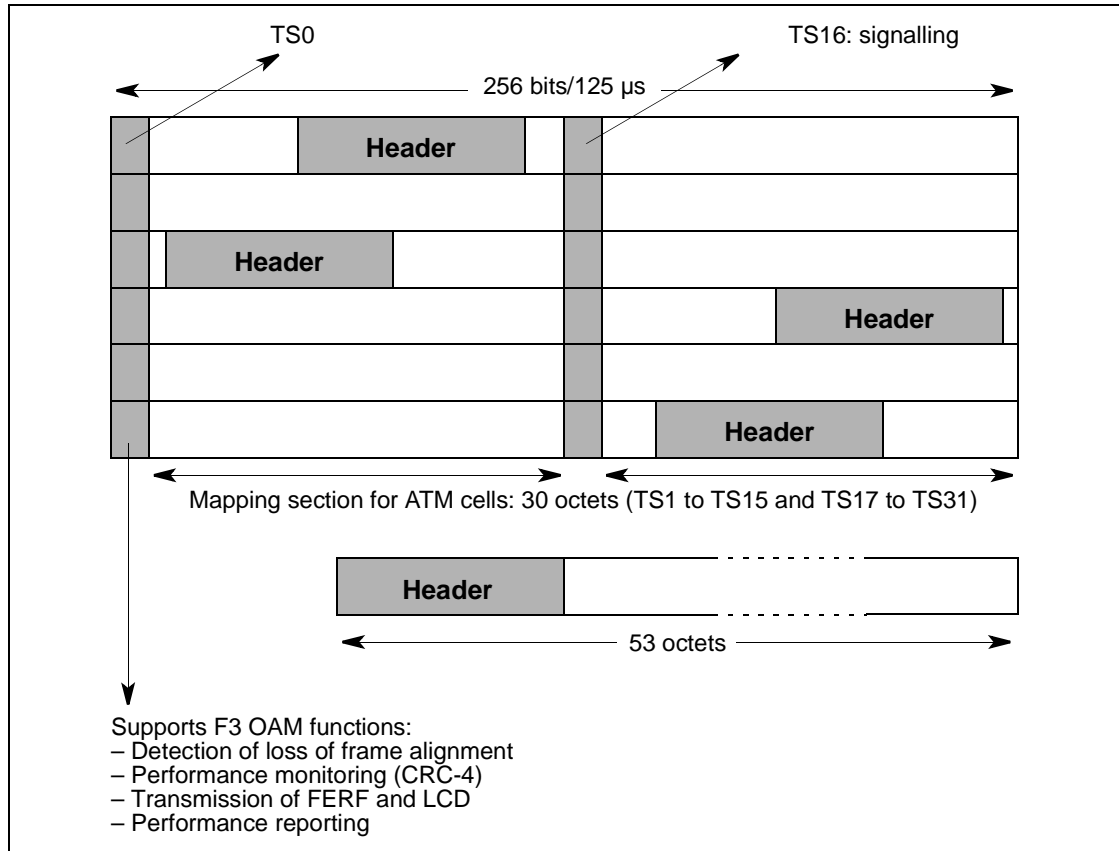 TS0
TS16: signalling
256 bits/125 µs
Header
Header
Header
Header
Mapping section for ATM cells: 30 octets (TS1 to TS15 and TS17 to TS31)
Header
53 octets
Supports F3 OAM functions:
– Detection of loss of frame alignment
– Performance monitoring (CRC-4)
– Transmission of FERF and LCD
– Performance reporting